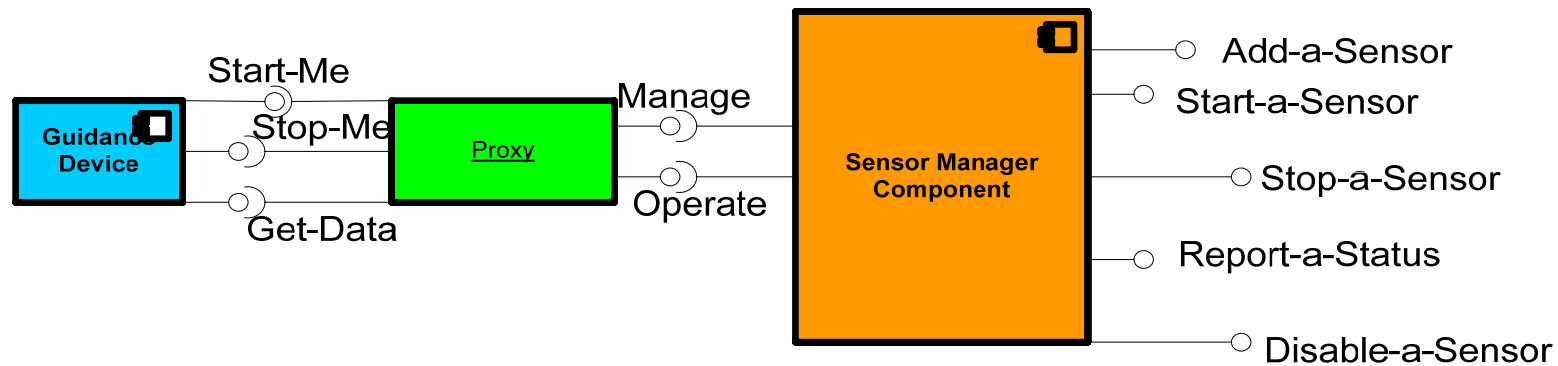 Start-Me
Guidance
Device
Stop-Me
Get-Data
Proxy
Manage
Operate
Sensor Manager
Component
Add-a-Sensor
Start-a-Sensor
Stop-a-Sensor
Report-a-Status
Disable-a-Sensor